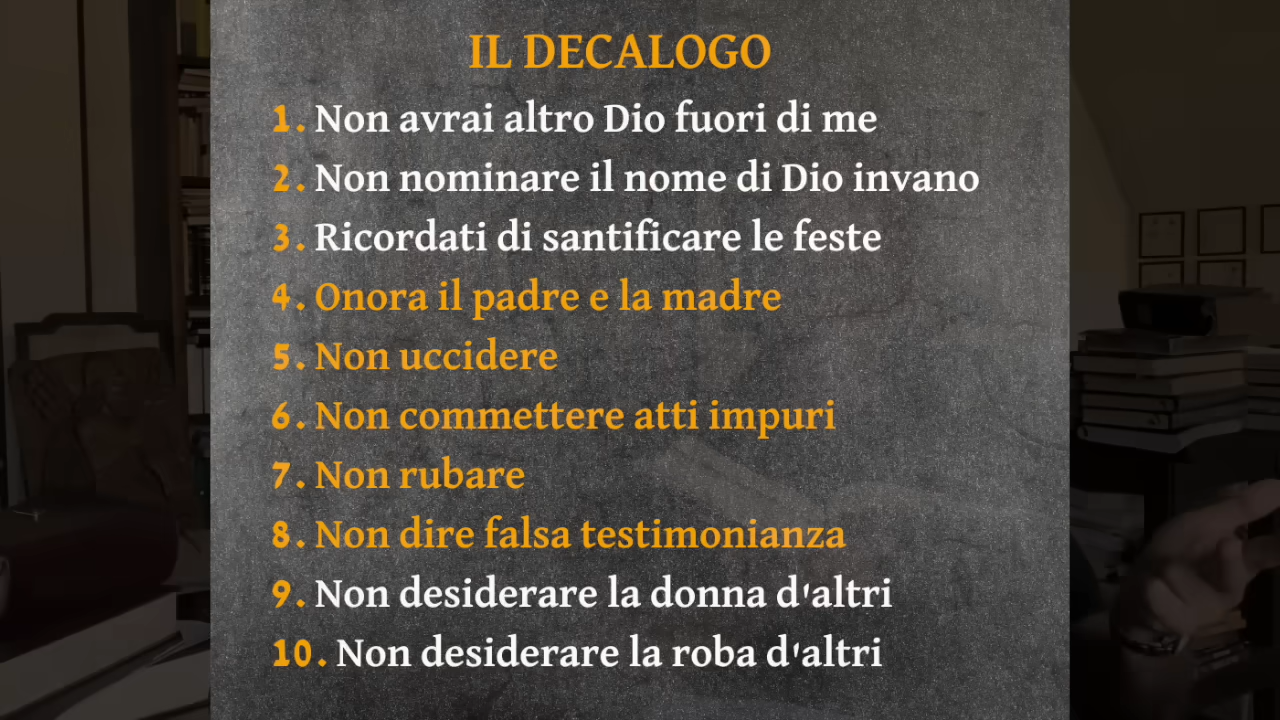 IL DECALOGO
1. Non avrai altro Dio fuori di me
2. Non nominare il nome di Dio invano
3. Ricordati di santificare le feste
4. Onora il padre e la madre
5. Non uccidere
6. Non commettere atti impuri
7. Non rubare
8. Non dire falsa testimonianza
9. Non desiderare la donna d'altri
10. Non desiderare la roba d'altri